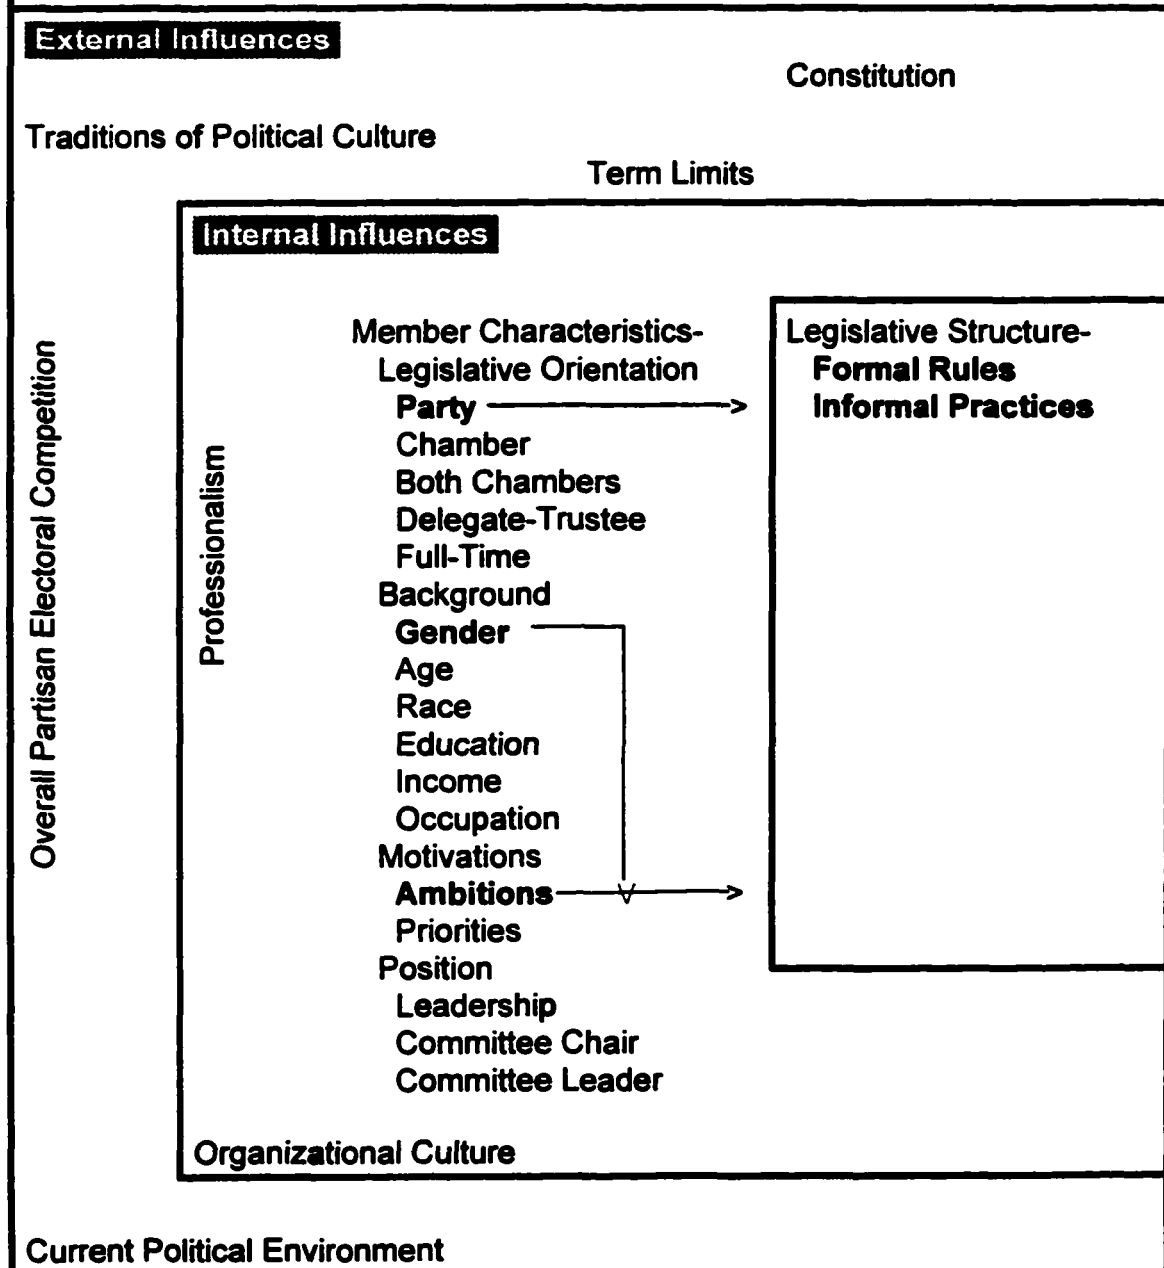 External Influences
Constitution
Traditions of Political Culture
Term Limits
Internal Influences
Overall Partisan Electoral Competition
Professionalism
Member Characteristics-
Legislative Orientation
Party
Chamber
Both Chambers
Delegate-Trustee
Full-Time
Background
Gender
Age
Race
Education
Income
Occupation
Motivations
Ambitions
Priorities
Position
Leadership
Committee Chair
Committee Leader
Legislative Structure-
Formal Rules
Informal Practices
Organizational Culture
Current Political Environment